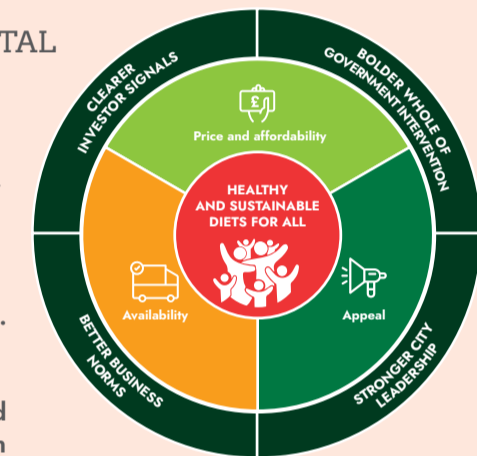 TAL
CLEARER
INVESTOR SIGNALS
BOLDER WHOLE OF
GOVERNMENT INTERVENTION
£
Price and affordability
HEALTHY
AND SUSTAINABLE
DIETS FOR ALL
Availability
Appeal
.
BETTER BUSINESS
NORMS
STRONGER CITY
LEADERSHIP